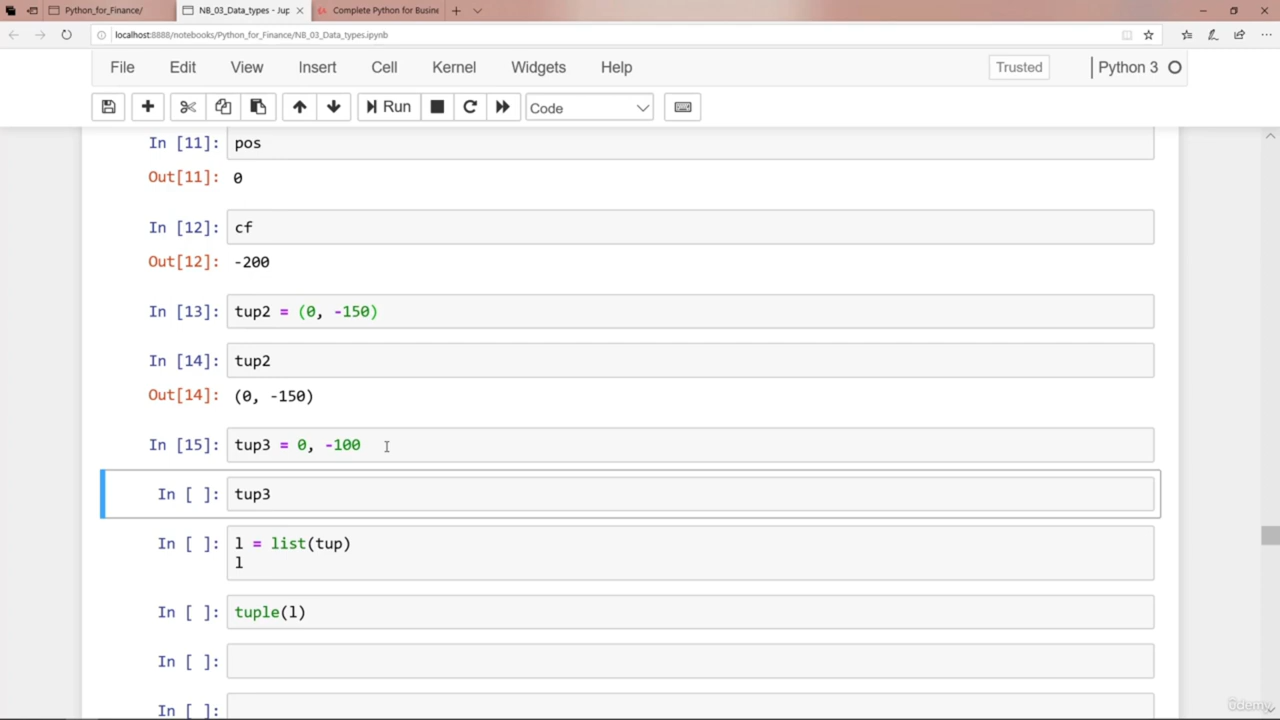 Python_for_Finance/
NB_03_Data_types - Jup
Complete Python for Busine
localhost:8888/notebooks/Python_for_Finance/NB_03_Data_types.ipynb
File Edit View Insert Cell Kernel Widgets Help Trusted Python 3
Run Code
In [11]: pos
Out[11]: 0
In [12]: cf
Out[12]: -200
In [13]: tup2 = (0, -150)
In [14]: tup2
Out[14]: (0, -150)
In [15]: tup3 = 0, -100
In [ ]: tup3
In [ ]: l = list(tup)
l
In [ ]: tuple(l)
In [ ]:
In [ ]:
ûdemy